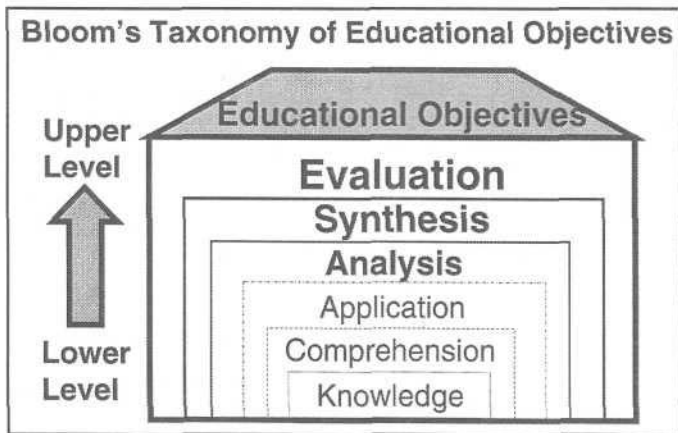 Bloom's Taxonomy of Educational Objectives
Educational Objectives
Upper
Level
Evaluation
Synthesis
Analysis
Application
Comprehension
Knowledge
Lower
Level